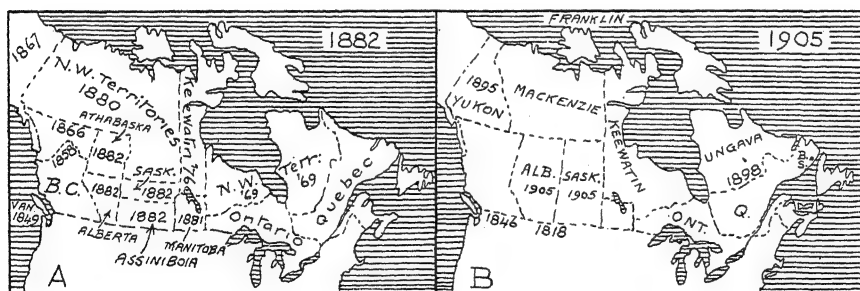 1882
1867
N.W. Territories
1880
Keewatin '76
ATHABASKA
1866
1858
1882
SASK.
1882
B.C.
1882
N.W.
'69
Terr.
'69
Quebec
VAN.
1849
1882
1881
Ontario
ALBERTA
MANITOBA
ASSINIBOIA
A
FRANKLIN
1905
1895
YUKON
MACKENZIE
KEEWATIN
UNGAVA
1898
ALB.
1905
SASK.
1905
Q.
ONT.
1846
1818
B